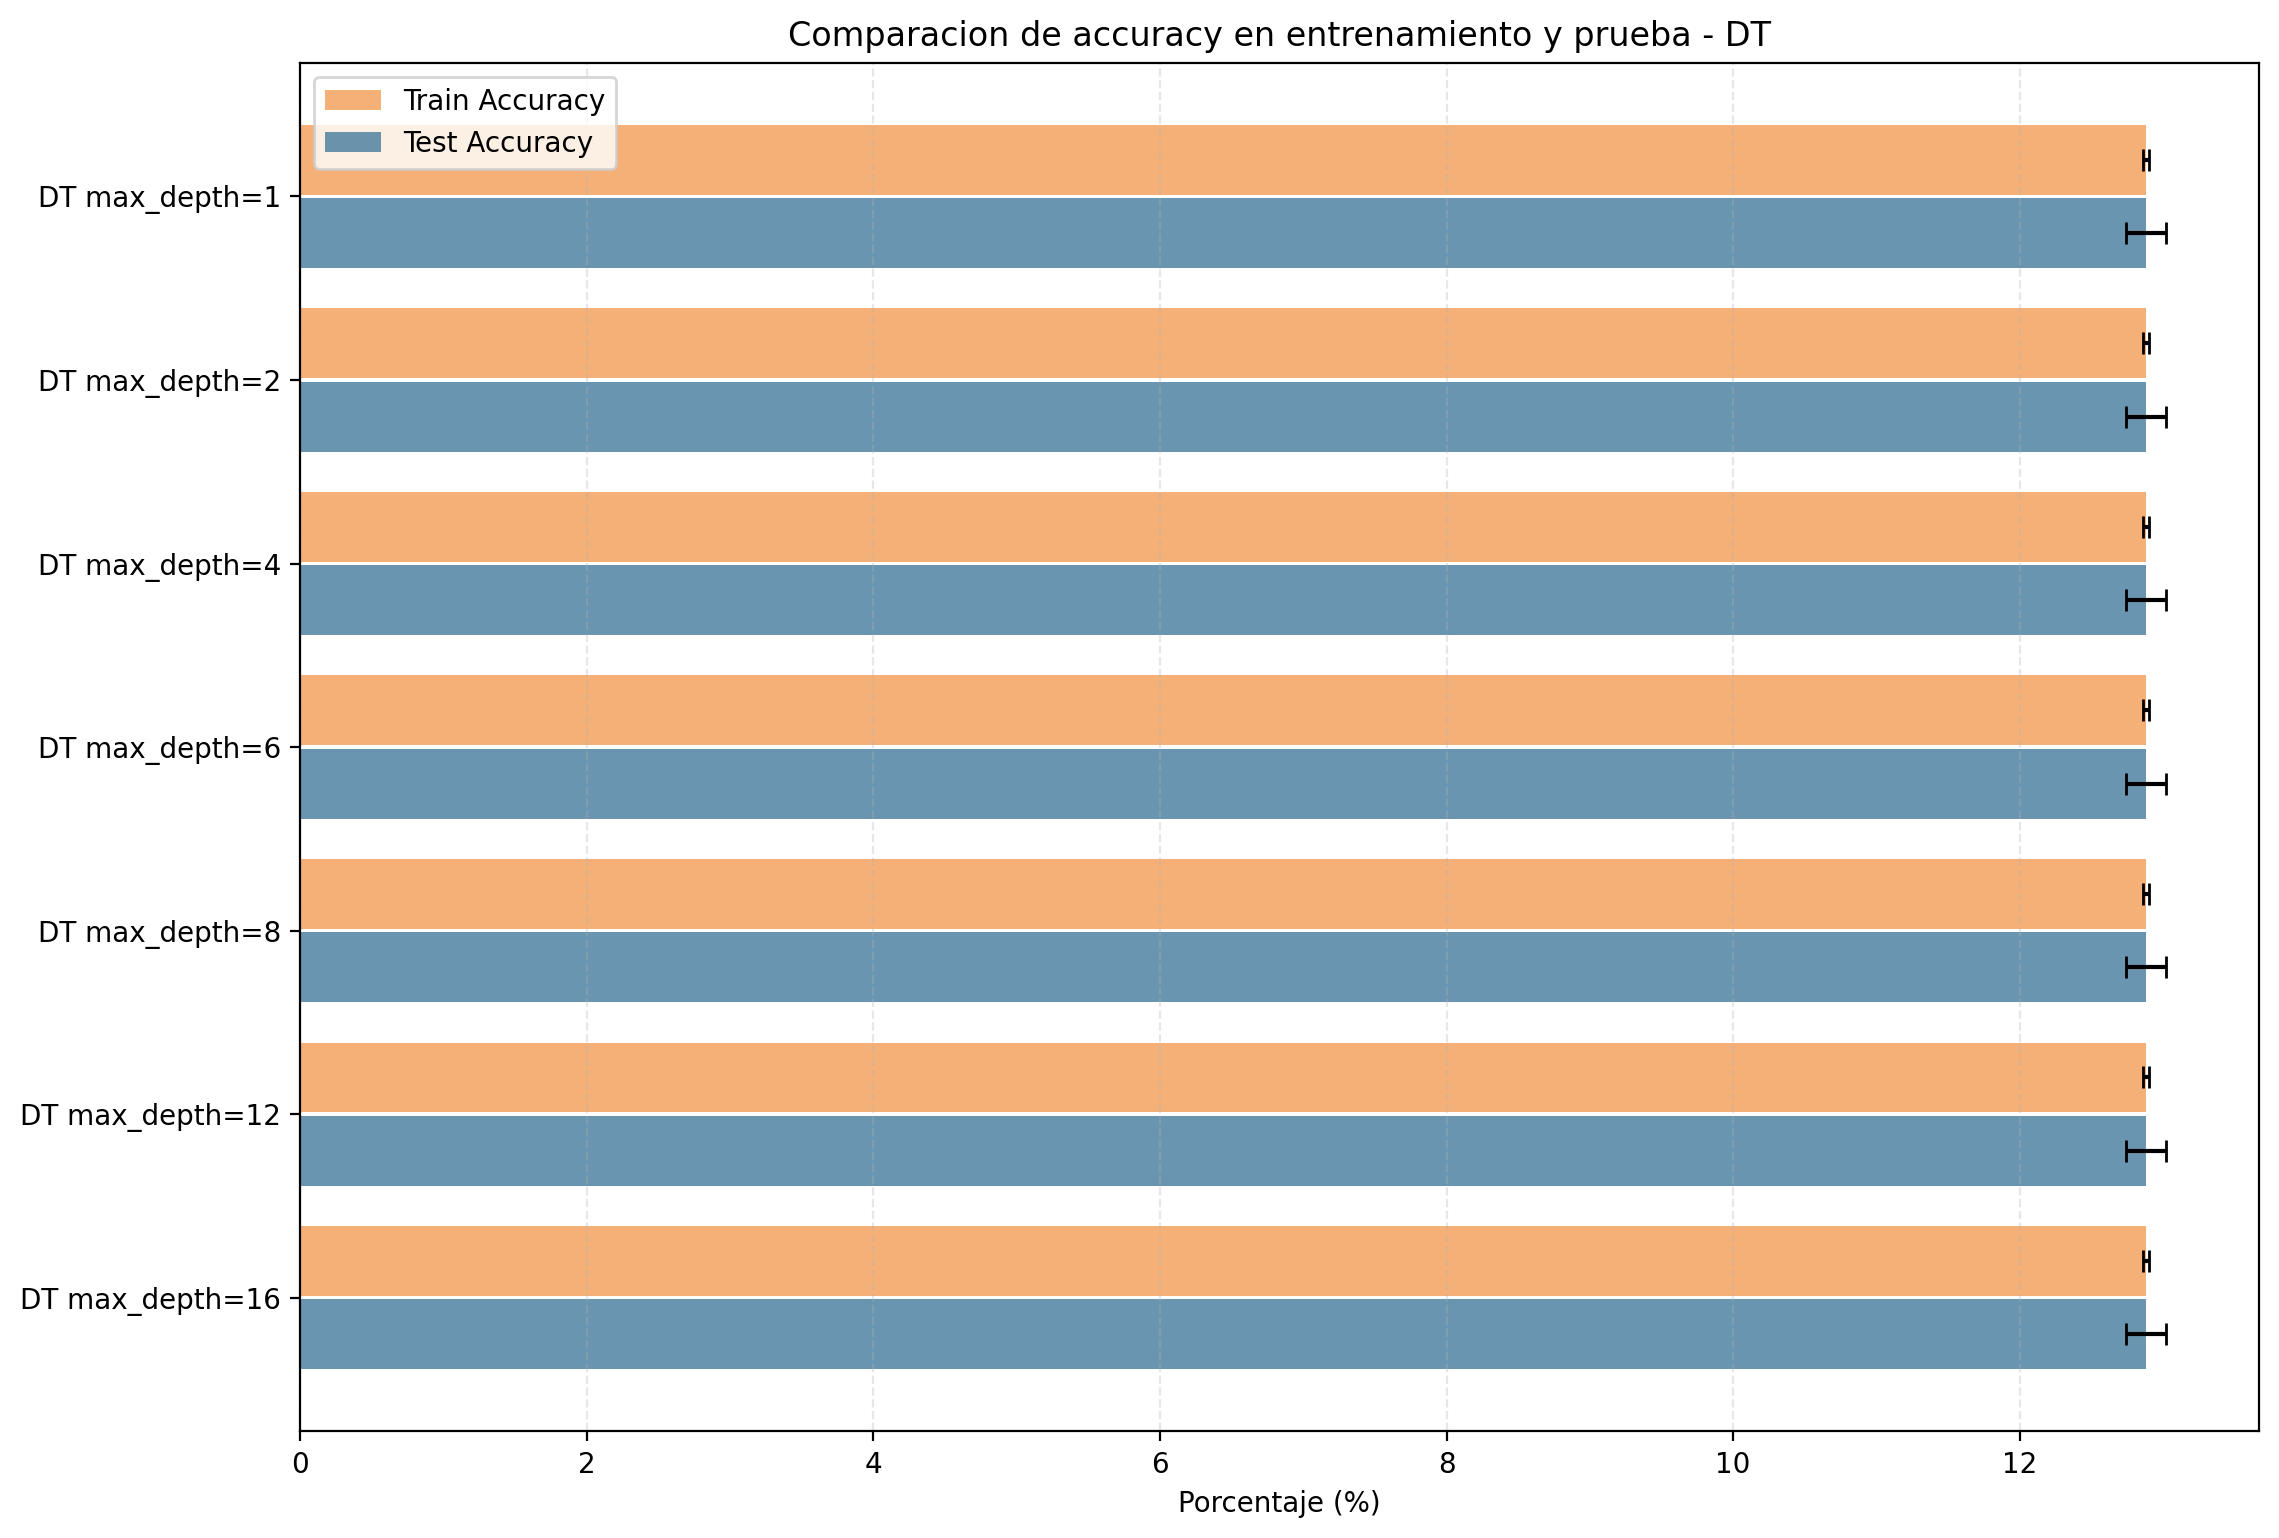 Comparacion de accuracy en entrenamiento y prueba - DT
Train Accuracy
Test Accuracy
DT max_depth=1
DT max_depth=2
DT max_depth=4
DT max_depth=6
DT max_depth=8
DT max_depth=12
DT max_depth=16
0 2 4 6 8 10 12
Porcentaje (%)